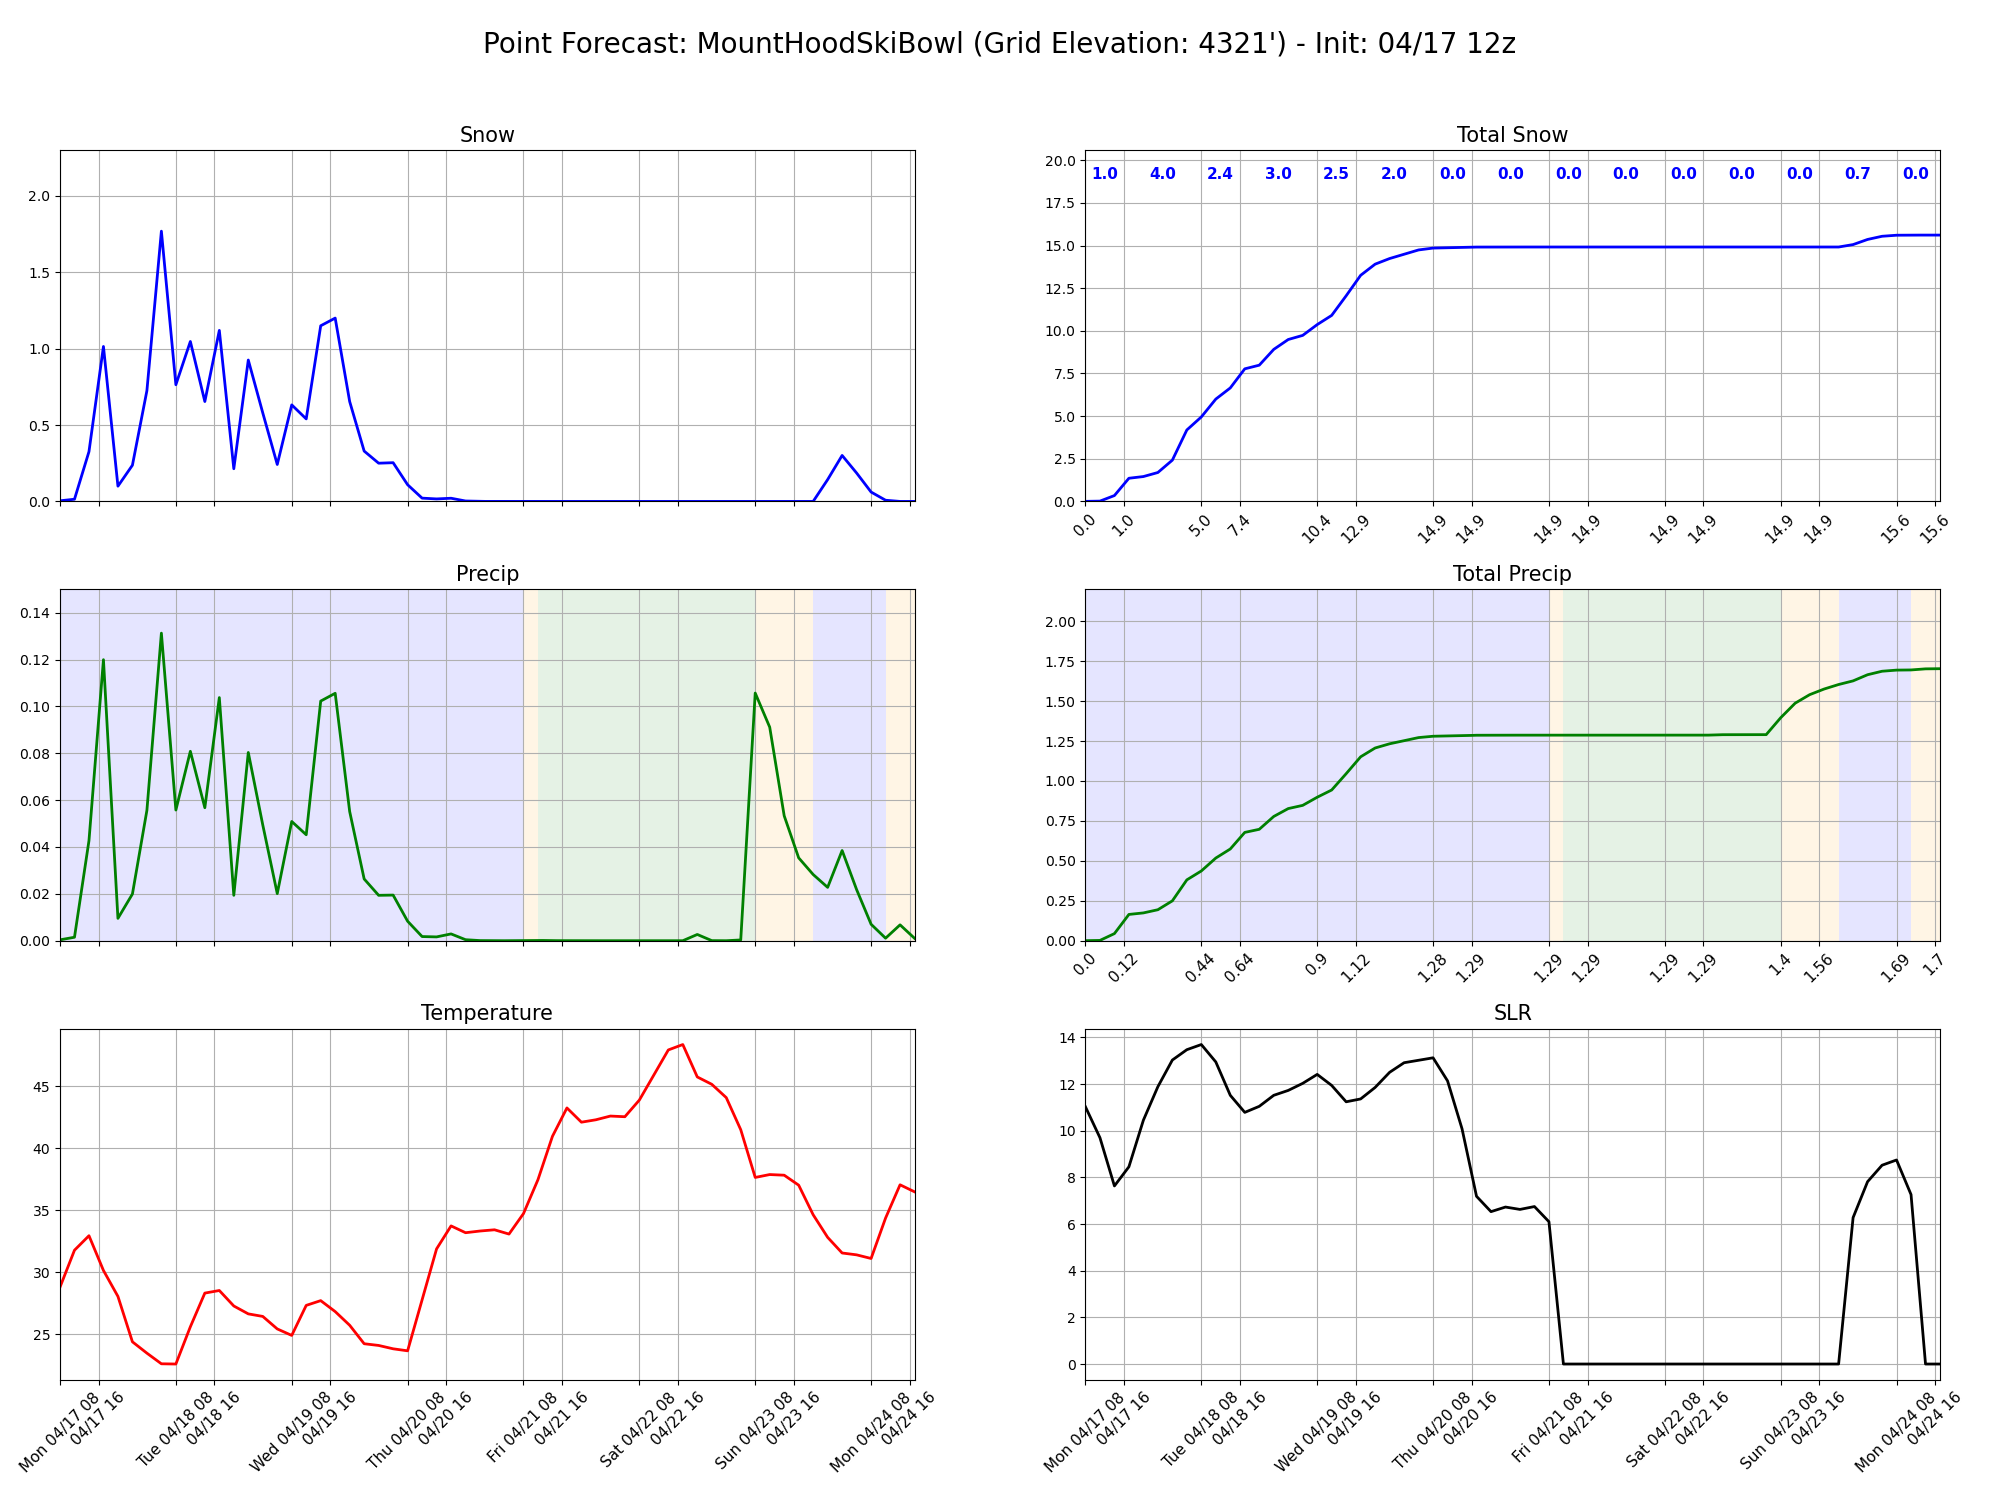 Point Forecast: MountHoodSkiBowl (Grid Elevation: 4321') - Init: 04/17 12z
Snow
2.0
1.5
1.0
0.5
0.0
Total Snow
1.0 4.0 2.4 3.0 2.5 2.0 0.0 0.0 0.0 0.0 0.0 0.0 0.0 0.7 0.0
20.0
17.5
15.0
12.5
10.0
7.5
5.0
2.5
0.0
0.0 1.0 5.0 7.4 10.4 12.9 14.9 14.9 14.9 14.9 14.9 14.9 14.9 14.9 15.6 15.6
Precip
0.14
0.12
0.10
0.08
0.06
0.04
0.02
0.00
Total Precip
2.00
1.75
1.50
1.25
1.00
0.75
0.50
0.25
0.00
0.0 0.12 0.44 0.64 0.9 1.12 1.28 1.29 1.29 1.29 1.29 1.29 1.4 1.56 1.69 1.7
Temperature
45
40
35
30
25
Mon 04/17 08
04/17 16
Tue 04/18 08
04/18 16
Wed 04/19 08
04/19 16
Thu 04/20 08
04/20 16
Fri 04/21 08
04/21 16
Sat 04/22 08
04/22 16
Sun 04/23 08
04/23 16
Mon 04/24 08
04/24 16
SLR
14
12
10
8
6
4
2
0
Mon 04/17 08
04/17 16
Tue 04/18 08
04/18 16
Wed 04/19 08
04/19 16
Thu 04/20 08
04/20 16
Fri 04/21 08
04/21 16
Sat 04/22 08
04/22 16
Sun 04/23 08
04/23 16
Mon 04/24 08
04/24 16